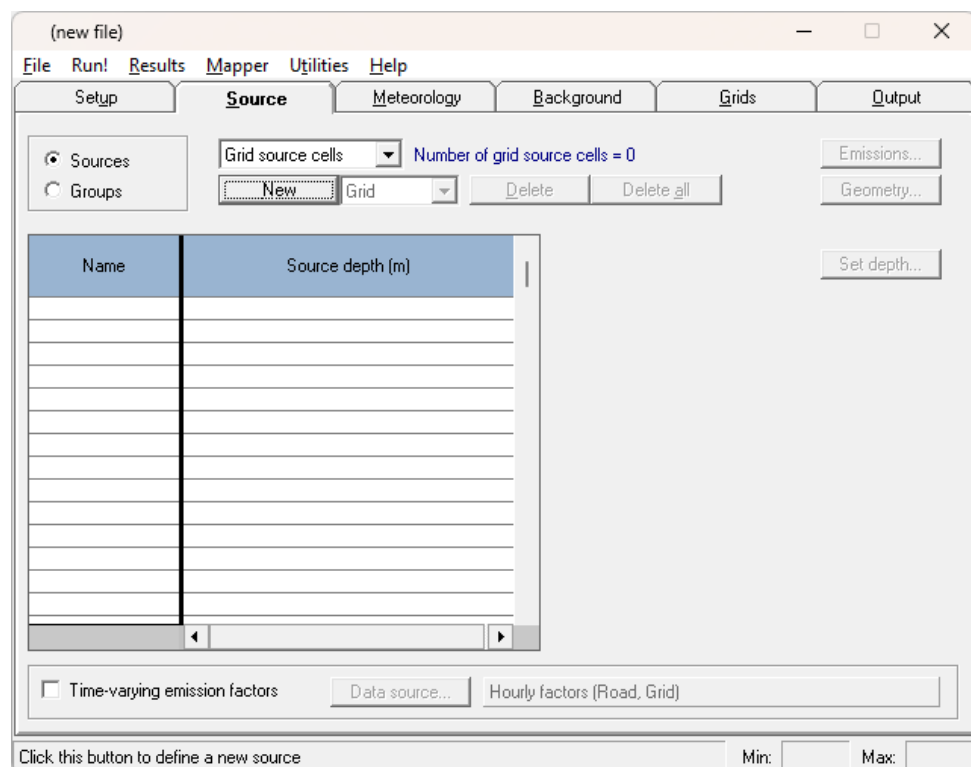 (new file)
File Run! Results Mapper Utilities Help
Setup Source Meteorology Background Grids Output
Sources Grid source cells Number of grid source cells = 0 Emissions...
Groups New Grid Delete Delete all Geometry...
Name Source depth (m) Set depth...
Time-varying emission factors Data source... Hourly factors (Road, Grid)
Click this button to define a new source Min: Max: